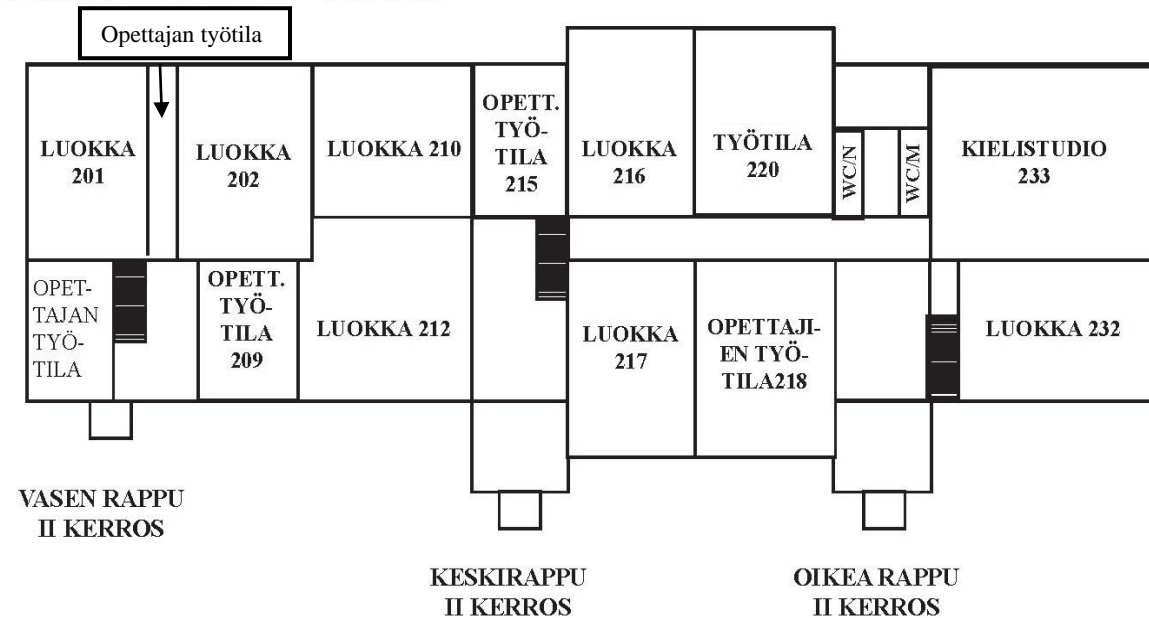 Opettajan työtila
LUOKKA
201
LUOKKA
202
LUOKKA 210
OPETT.
TYÖ-
TILA
215
LUOKKA
216
TYÖTILA
220
WC/N
WC/M
KIELISTUDIO
233
OPET-
TAJAN
TYÖ-
TILA
OPETT.
TYÖ-
TILA
209
LUOKKA 212
LUOKKA
217
OPETTAJI-
EN TYÖ-
TILA218
LUOKKA 232
VASEN RAPPU
II KERROS
KESKIRAPPU
II KERROS
OIKEA RAPPU
II KERROS